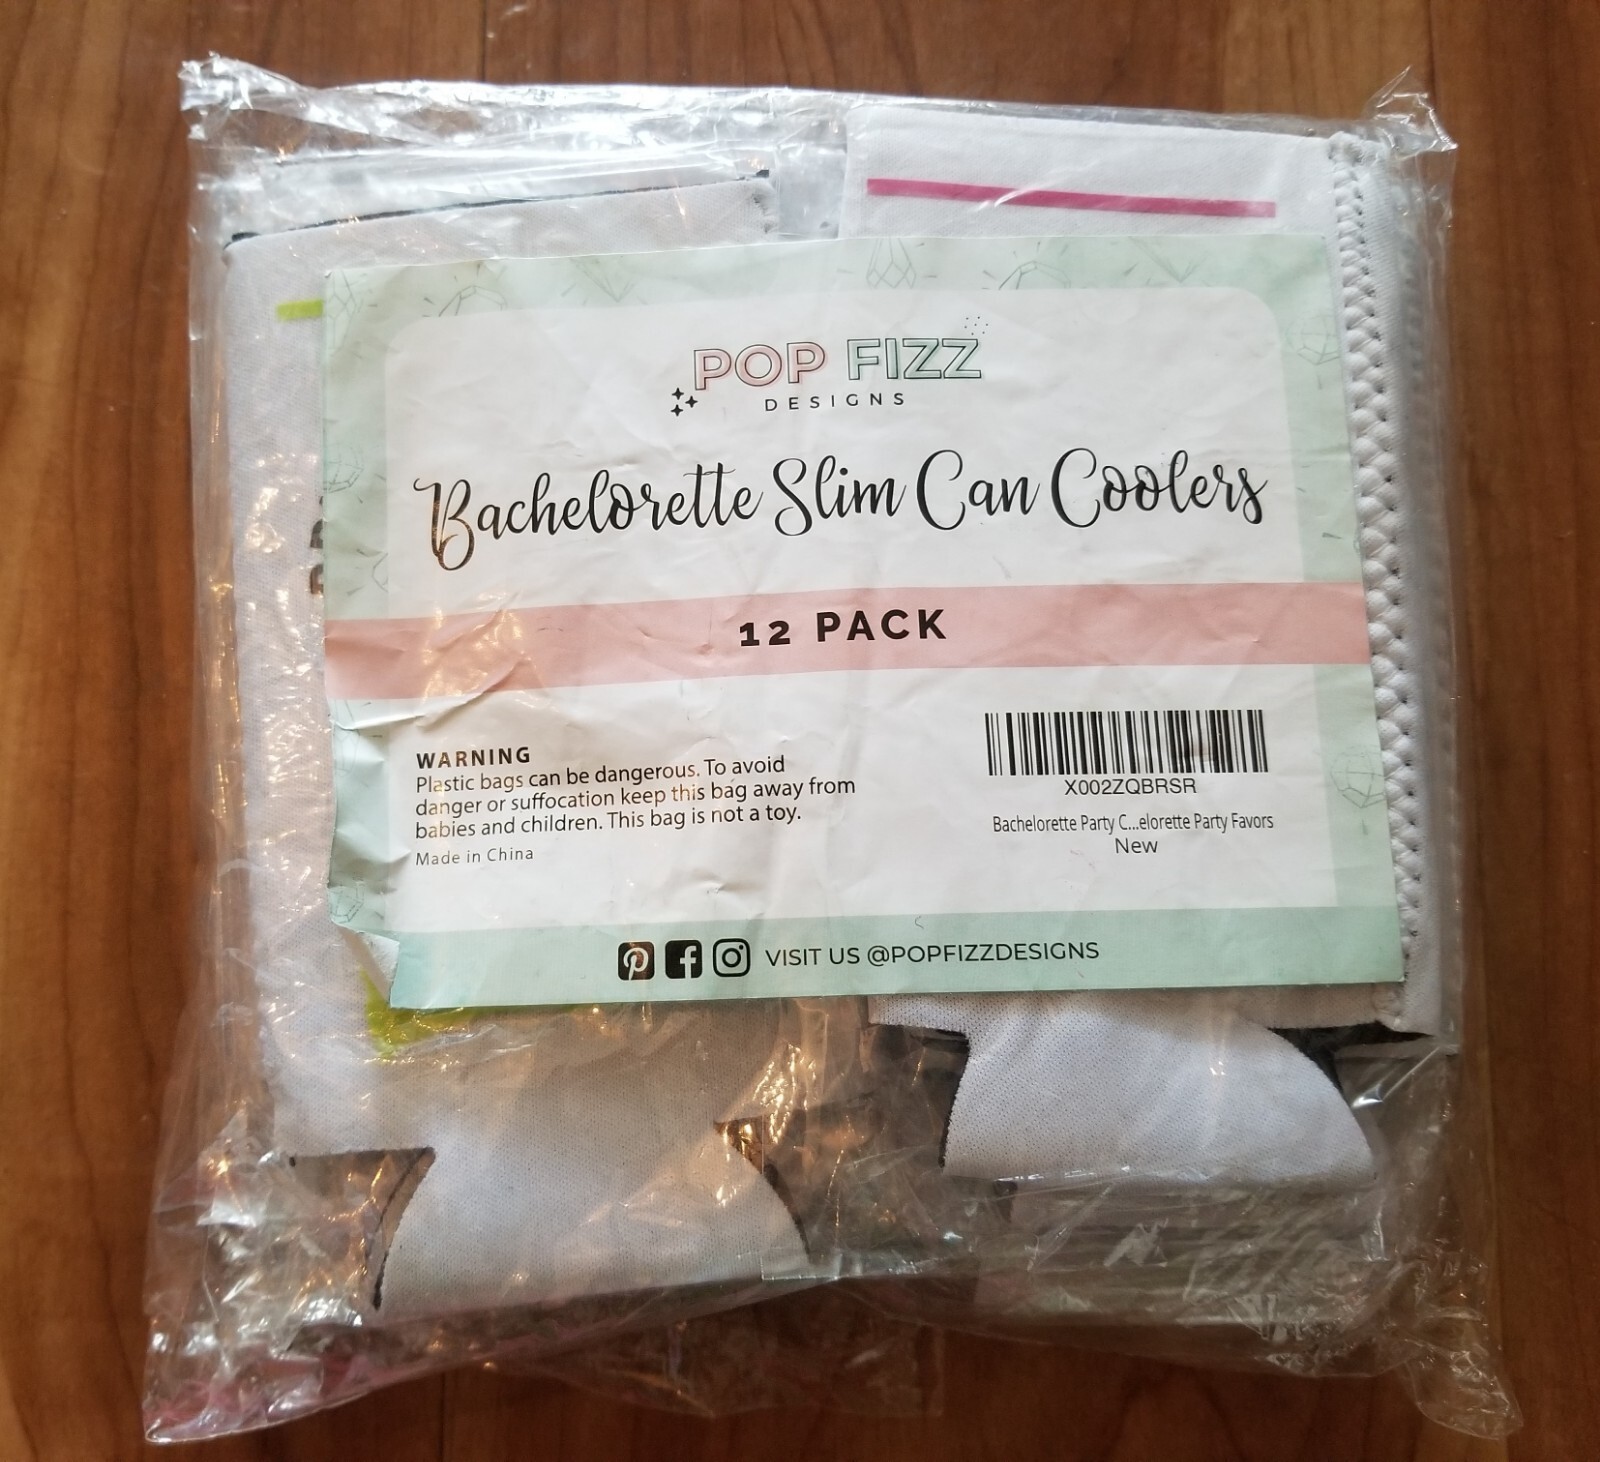 POP FIZZ
DESIGNS
Bachelorette Slim Can Coolers
12 PACK
WARNING
Plastic bags can be dangerous. To avoid
danger or suffocation keep this bag away from
babies and children. This bag is not a toy.
Made in China
X002ZQBRSR
Bachelorette Party C...elorette Party Favors
New
VISIT US @POPFIZZDESIGNS